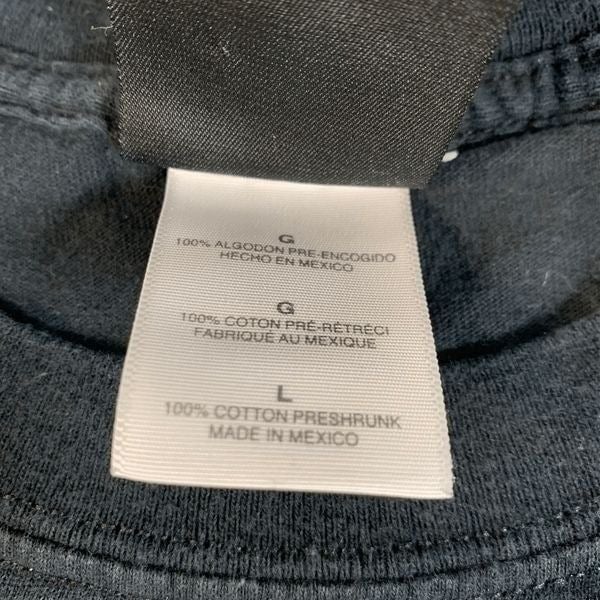 G
100% ALGODON PRE-ENCOGIDO
HECHO EN MEXICO
G
100% COTON PRÉ-RÉTRÉCI
FABRIQUÉ AU MEXIQUE
L
100% COTTON PRESHRUNK
MADE IN MEXICO